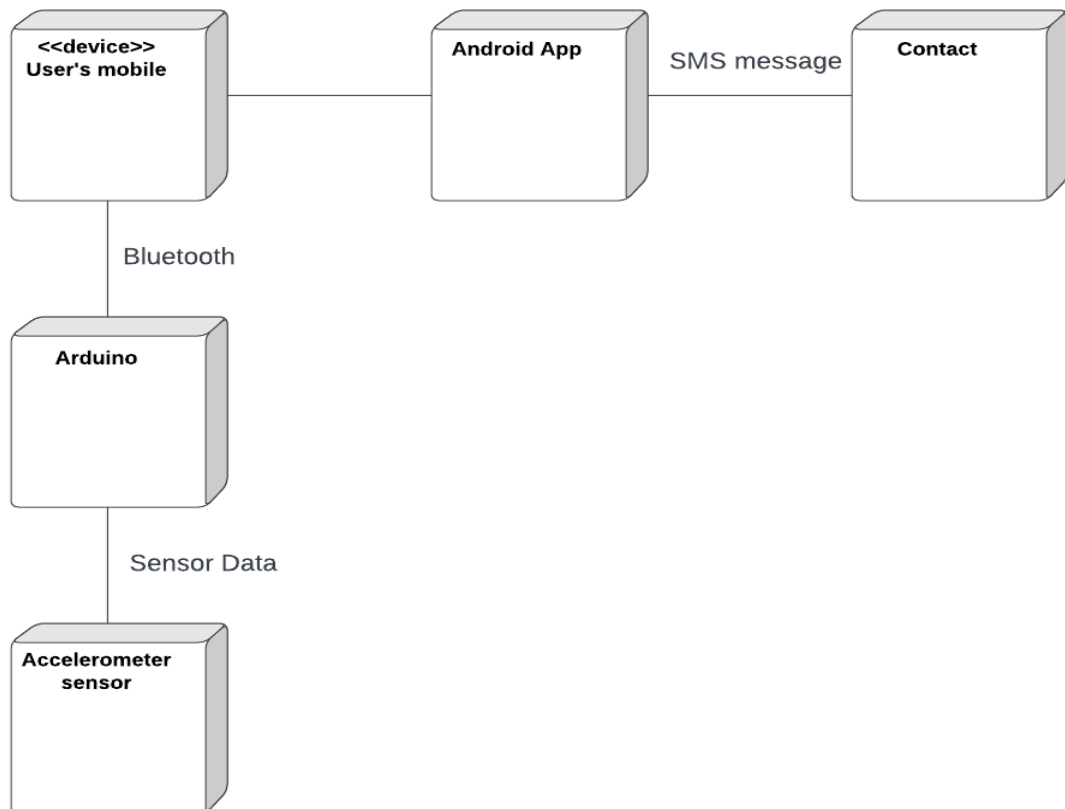 <<device>>
User's mobile
Android App
SMS message
Contact
Bluetooth
Arduino
Sensor Data
Accelerometer
sensor